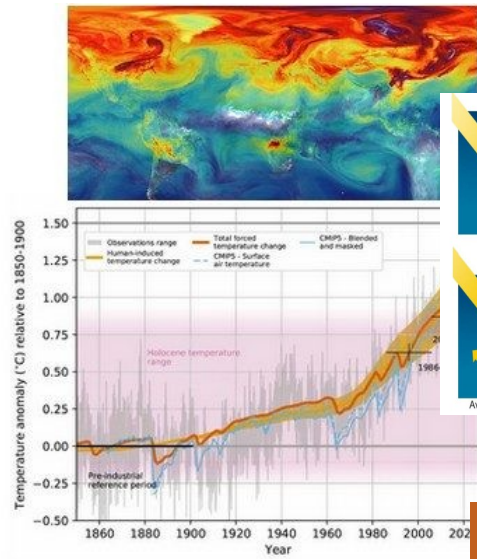 1.50
1.25
1.00
0.75
0.50
0.25
0.00
−0.25
−0.50
Temperature anomaly (°C) relative to 1850-1900
Observations range
Human-induced
temperature change
Total forced
temperature change
CMIP5 - Surface
air temperature
CMIP5 - Blended
and masked
Holocene temperature
range
1986
Pre-industrial
reference period
1860 1880 1900 1920 1940 1960 1980 2000 20
Year